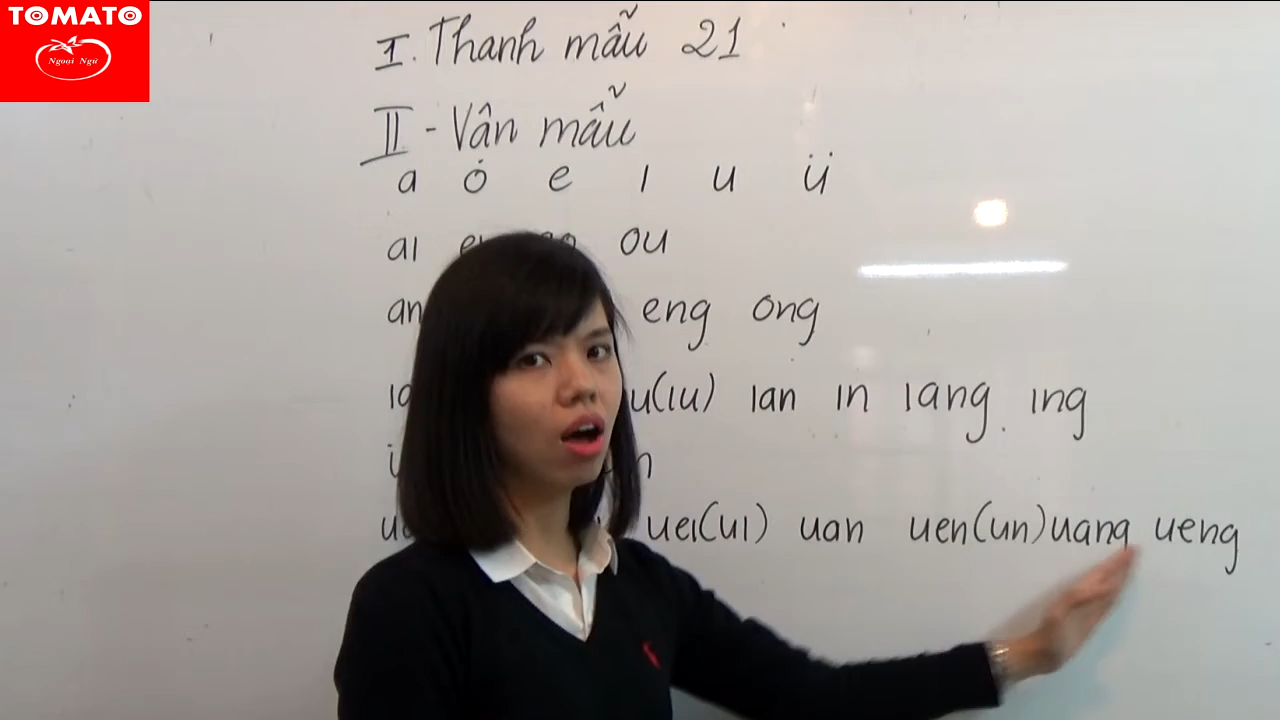 TOMATO
Ngoại Ngữ
I. Thanh mẫu 21
II - Vận mẫu
a o e i u ü
ai ou
an eng ong
(iu) ian in iang ing
uei(ui) uan uen(un) uang ueng